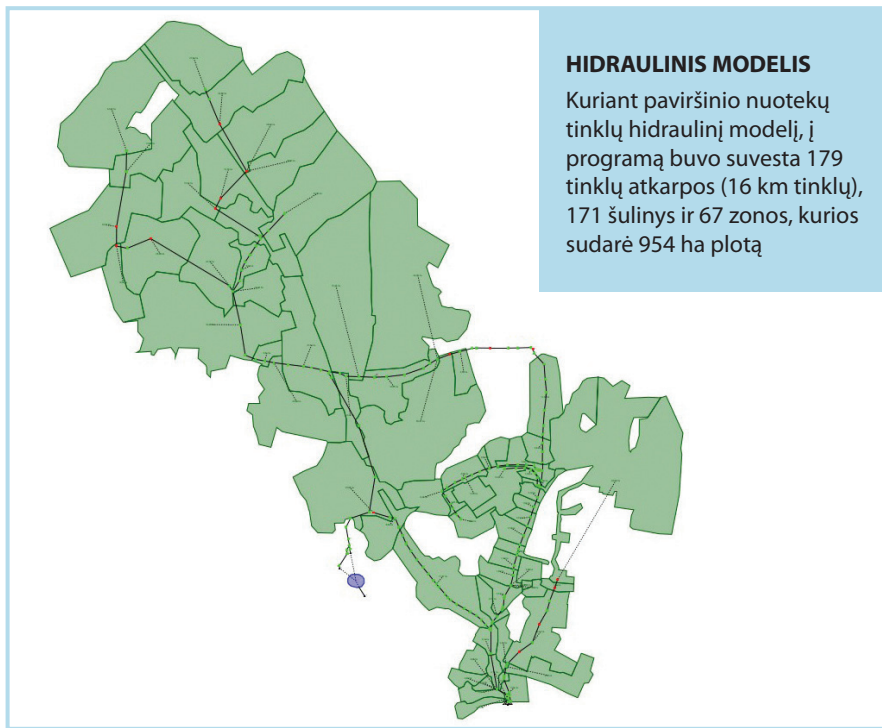 HIDRAULINIS MODELIS
Kuriant paviršinio nuotekų
tinklų hidraulinį modelį, į
programą buvo suvesta 179
tinklų atkarpos (16 km tinklų),
171 šulinys ir 67 zonos, kurios
sudarė 954 ha plotą